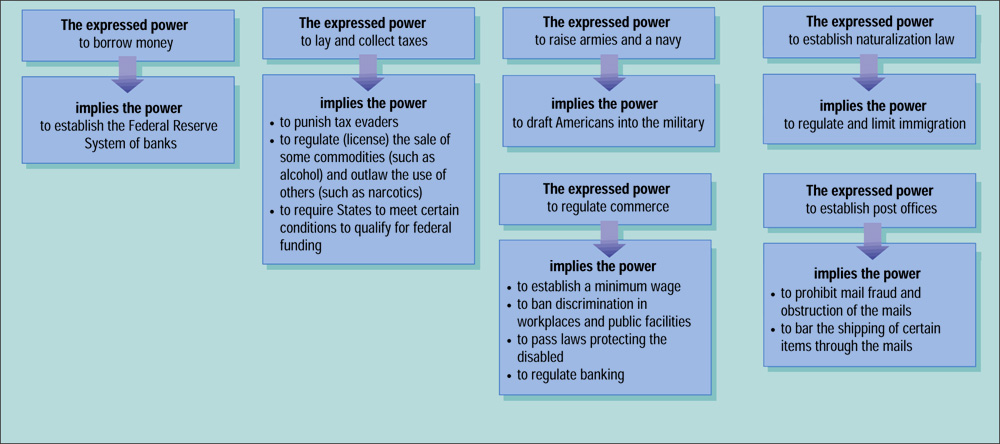 The expressed power
to borrow money
implies the power
to establish the Federal Reserve
System of banks
The expressed power
to lay and collect taxes
implies the power
• to punish tax evaders
• to regulate (license) the sale of
some commodities (such as
alcohol) and outlaw the use of
others (such as narcotics)
• to require States to meet certain
conditions to qualify for federal
funding
The expressed power
to raise armies and a navy
implies the power
to draft Americans into the military
The expressed power
to establish naturalization law
implies the power
to regulate and limit immigration
The expressed power
to regulate commerce
implies the power
• to establish a minimum wage
• to ban discrimination in
workplaces and public facilities
• to pass laws protecting the
disabled
• to regulate banking
The expressed power
to establish post offices
implies the power
• to prohibit mail fraud and
obstruction of the mails
• to bar the shipping of certain
items through the mails